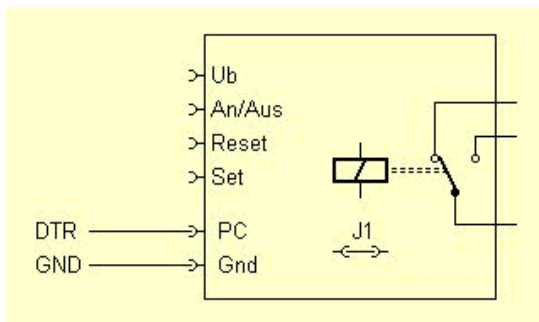 Ub
An/Aus
Reset
Set
DTR PC J1
GND Gnd